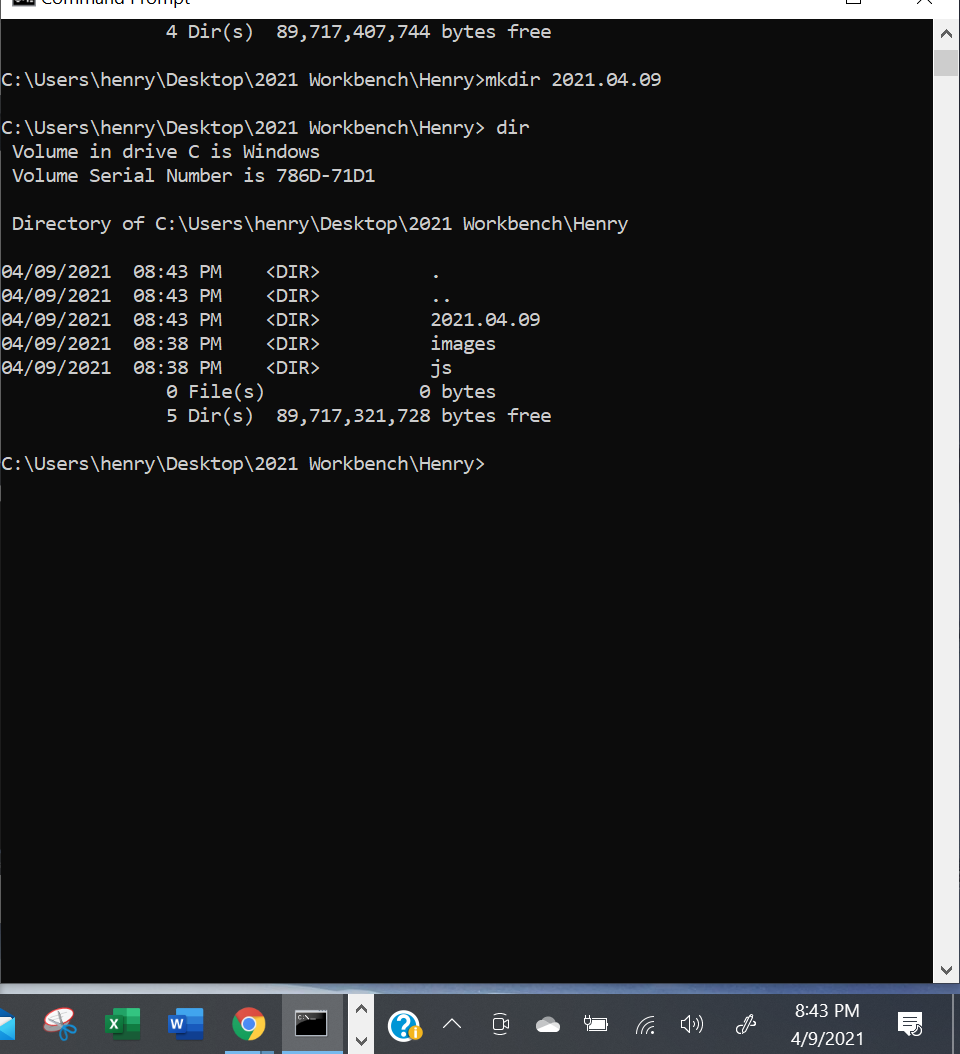 Command Prompt
4 Dir(s)  89,717,407,744 bytes free
C:\Users\henry\Desktop\2021 Workbench\Henry>mkdir 2021.04.09
C:\Users\henry\Desktop\2021 Workbench\Henry> dir
Volume in drive C is Windows
Volume Serial Number is 786D-71D1
Directory of C:\Users\henry\Desktop\2021 Workbench\Henry
04/09/2021  08:43 PM    <DIR>          .
04/09/2021  08:43 PM    <DIR>          ..
04/09/2021  08:43 PM    <DIR>          2021.04.09
04/09/2021  08:38 PM    <DIR>          images
04/09/2021  08:38 PM    <DIR>          js
0 File(s)              0 bytes
5 Dir(s)  89,717,321,728 bytes free
C:\Users\henry\Desktop\2021 Workbench\Henry>
8:43 PM
4/9/2021